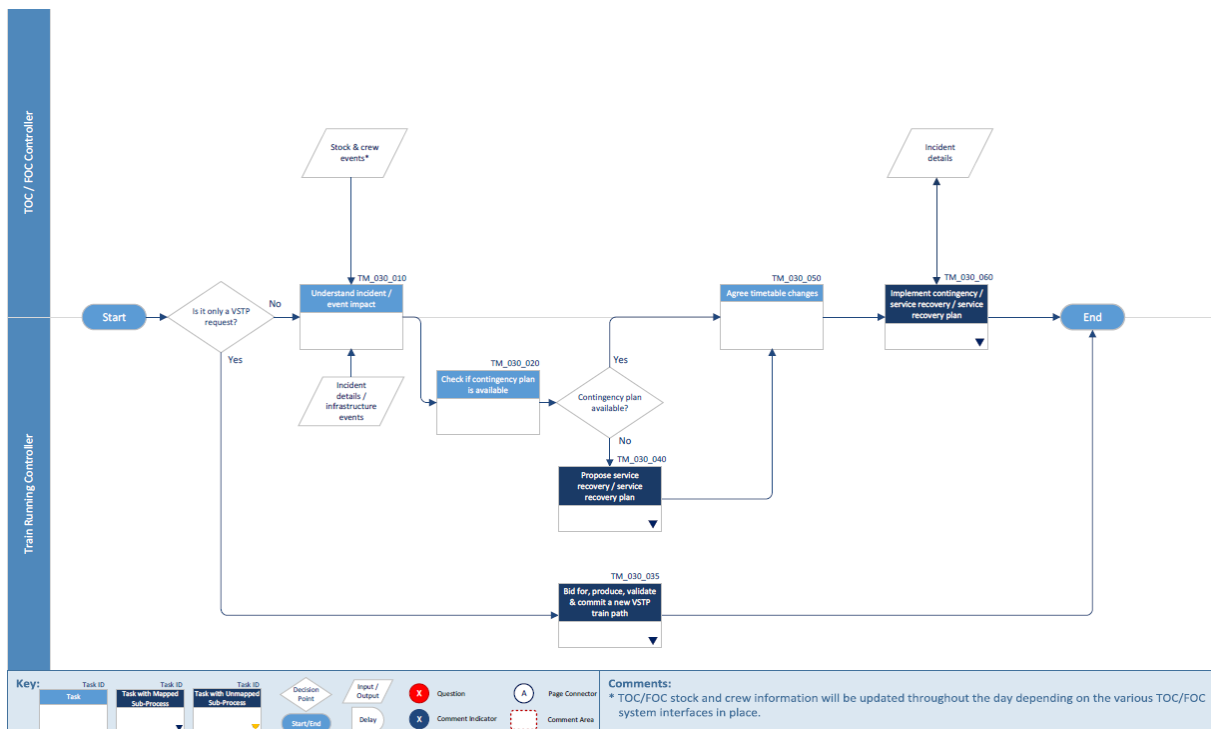 TOC / FOC Controller
Stock & crew
events*
Incident
details
TM_030_010
Understand incident /
event impact
TM_030_050
Agree timetable changes
TM_030_060
Implement contingency /
service recovery / service
recovery plan
Start
Is it only a VSTP
request?
No
Yes
End
Train Running Controller
Incident
details /
infrastructure
events
TM_030_020
Check if contingency plan
is available
Yes
Contingency plan
available?
No
TM_030_040
Propose service
recovery / service
recovery plan
TM_030_035
Bid for, produce, validate
& commit a new VSTP
train path
Key:
Task ID
Task
Task ID
Task with Mapped
Sub-Process
Task ID
Task with Unmapped
Sub-Process
Decision
Point
Start/End
Input /
Output
Delay
X
Question
X
Comment Indicator
A
Page Connector
Comment Area
Comments:
* TOC/FOC stock and crew information will be updated throughout the day depending on the various TOC/FOC
system interfaces in place.